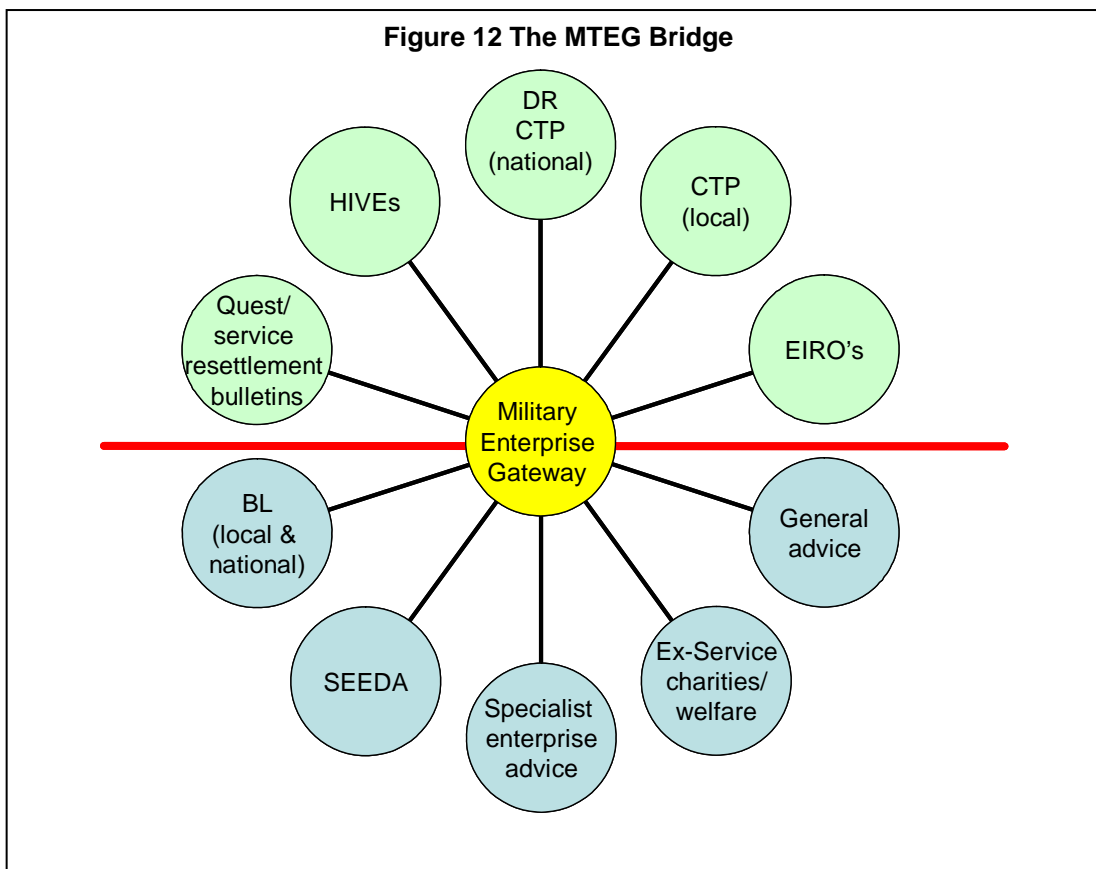 Figure 12 The MTEG Bridge
DR
CTP
(national)
HIVEs
CTP
(local)
Quest/
service
resettlement
bulletins
EIRO's
Military
Enterprise
Gateway
BL
(local &
national)
General
advice
SEEDA
Specialist
enterprise
advice
Ex-Service
charities/
welfare